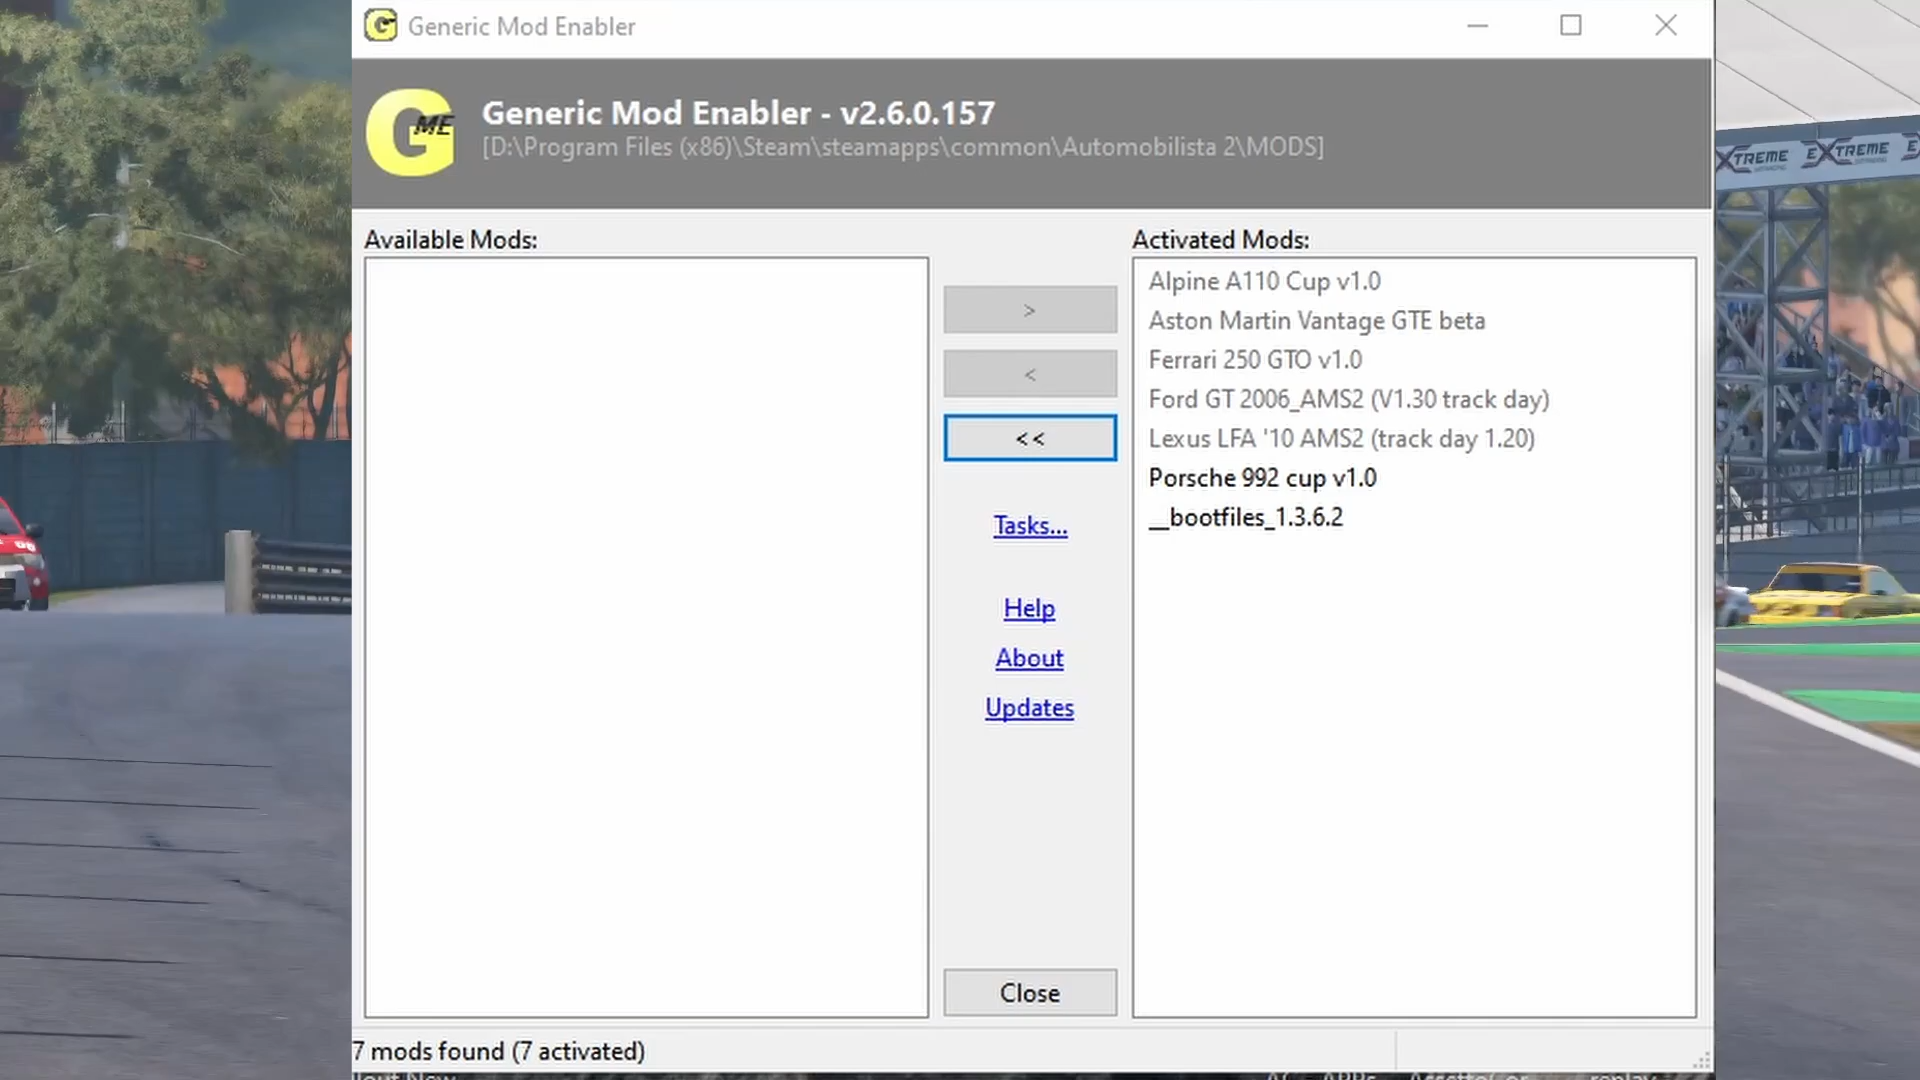 Generic Mod Enabler
GME
Generic Mod Enabler - v2.6.0.157
[D:\Program Files (x86)\Steam\steamapps\common\Automobilista 2\MODS]
XTREME EXTREME
Available Mods:
Activated Mods:
>
<
<<
Tasks...
Help
About
Updates
Close
Alpine A110 Cup v1.0
Aston Martin Vantage GTE beta
Ferrari 250 GTO v1.0
Ford GT 2006_AMS2 (V1.30 track day)
Lexus LFA '10 AMS2 (track day 1.20)
Porsche 992 cup v1.0
__bootfiles_1.3.6.2
7 mods found (7 activated)